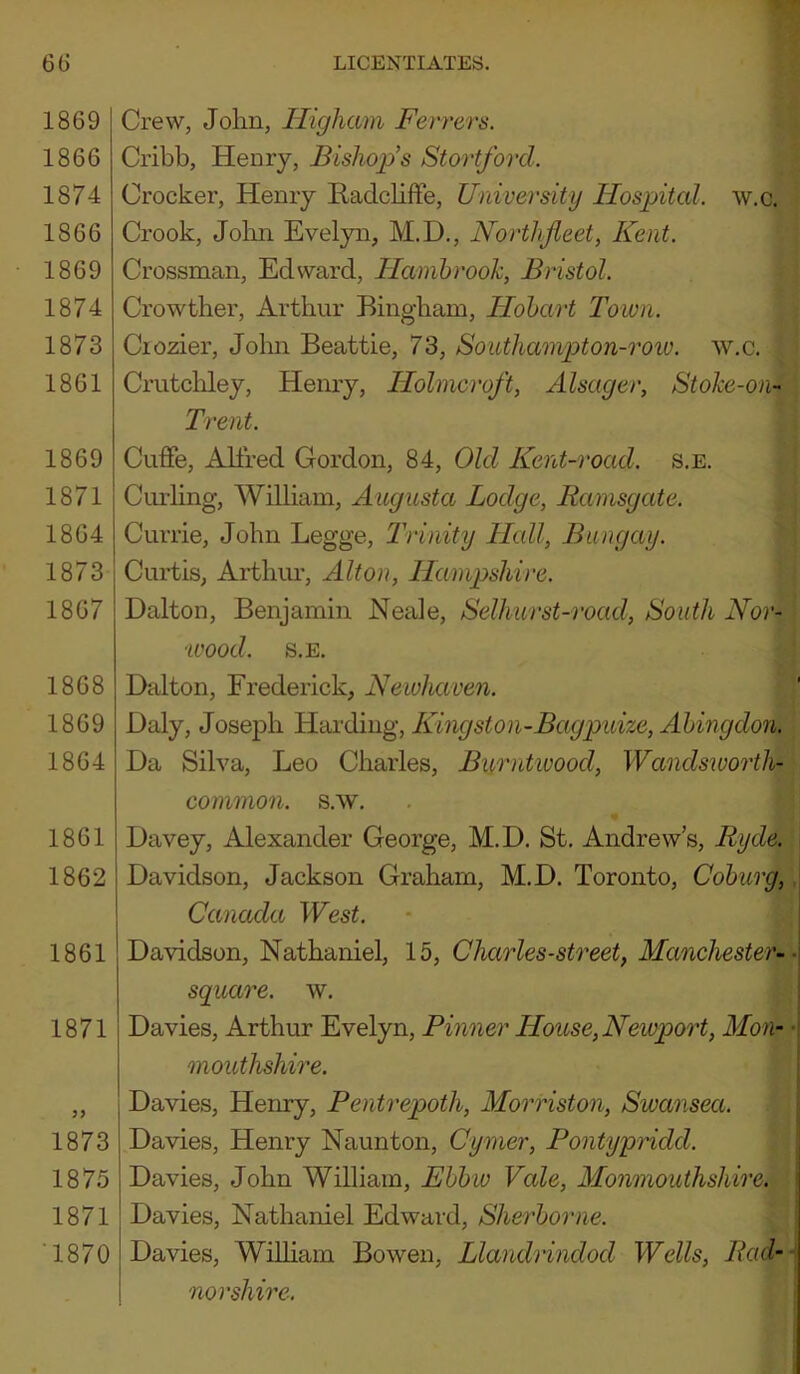 66 LICENTIATES.
1869 Crew, John, Higham Ferrers.
1866 Cribb, Henry, Bishop's Stortford.
1874 Crocker, Henry Radcliffe, University Hospital. W.C.
1866 Crook, John Evelyn, M.D., Northfleet, Kent.
1869 Crossman, Edward, Hambrook, Bristol.
1874 Crowther, Arthur Bingham, Hobart Town.
1873 Crozier, John Beattie, 73, Southampton-row. W.C.
1861 Crutchley, Henry, Holmcroft, Alsager, Stoke-on-
Trent.
1869 Cuffe, Alfred Gordon, 84, Old Kent-road. S.E.
1871 Curling, William, Augusta Lodge, Ramsgate.
1864 Currie, John Legge, Trinity Hall, Bungay.
1873 Curtis, Arthur, Alton, Hampshire.
1867 Dalton, Benjamin Neale, Selhurst-road, South Nor-
wood. S.E.
1868 Dalton, Frederick, Newhaven.
1869 Daly, Joseph Harding, Kingston-Bagpuize, Abingdon.
1864 Da Silva, Leo Charles, Burntwood, Wandsworth-
common. S.W.
1861 Davey, Alexander George, M.D. St. Andrew's, Ryde.
1862 Davidson, Jackson Graham, M.D. Toronto, Coburg,
Canada West.
1861 Davidson, Nathaniel, 15, Charles-street, Manchester-
square. W.
1871 Davies, Arthur Evelyn, Pinner House, Newport, Mon-
mouthshire.
„ Davies, Henry, Pentrepoth, Morriston, Swansea.
1873 Davies, Henry Naunton, Cymer, Pontypridd.
1875 Davies, John William, Ebbw Vale, Monmouthshire.
1871 Davies, Nathaniel Edward, Sherborne.
1870 Davies, William Bowen, Llandrindod Wells, Rad-
norshire.